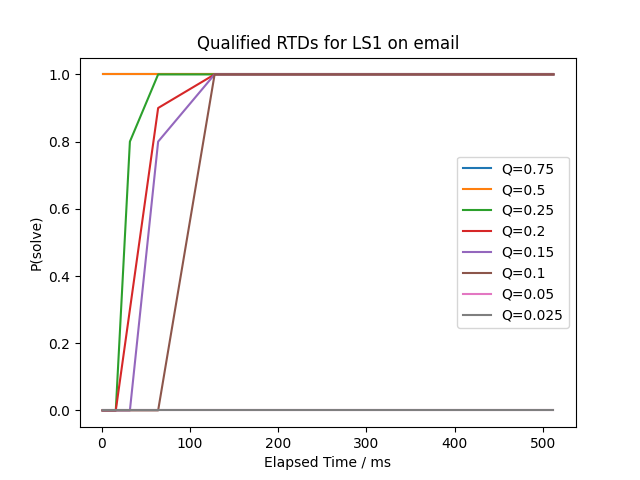 Qualified RTDs for LS1 on email
P(solve)
1.0
0.8
0.6
0.4
0.2
0.0
Q=0.75
Q=0.5
Q=0.25
Q=0.2
Q=0.15
Q=0.1
Q=0.05
Q=0.025
0 100 200 300 400 500
Elapsed Time / ms